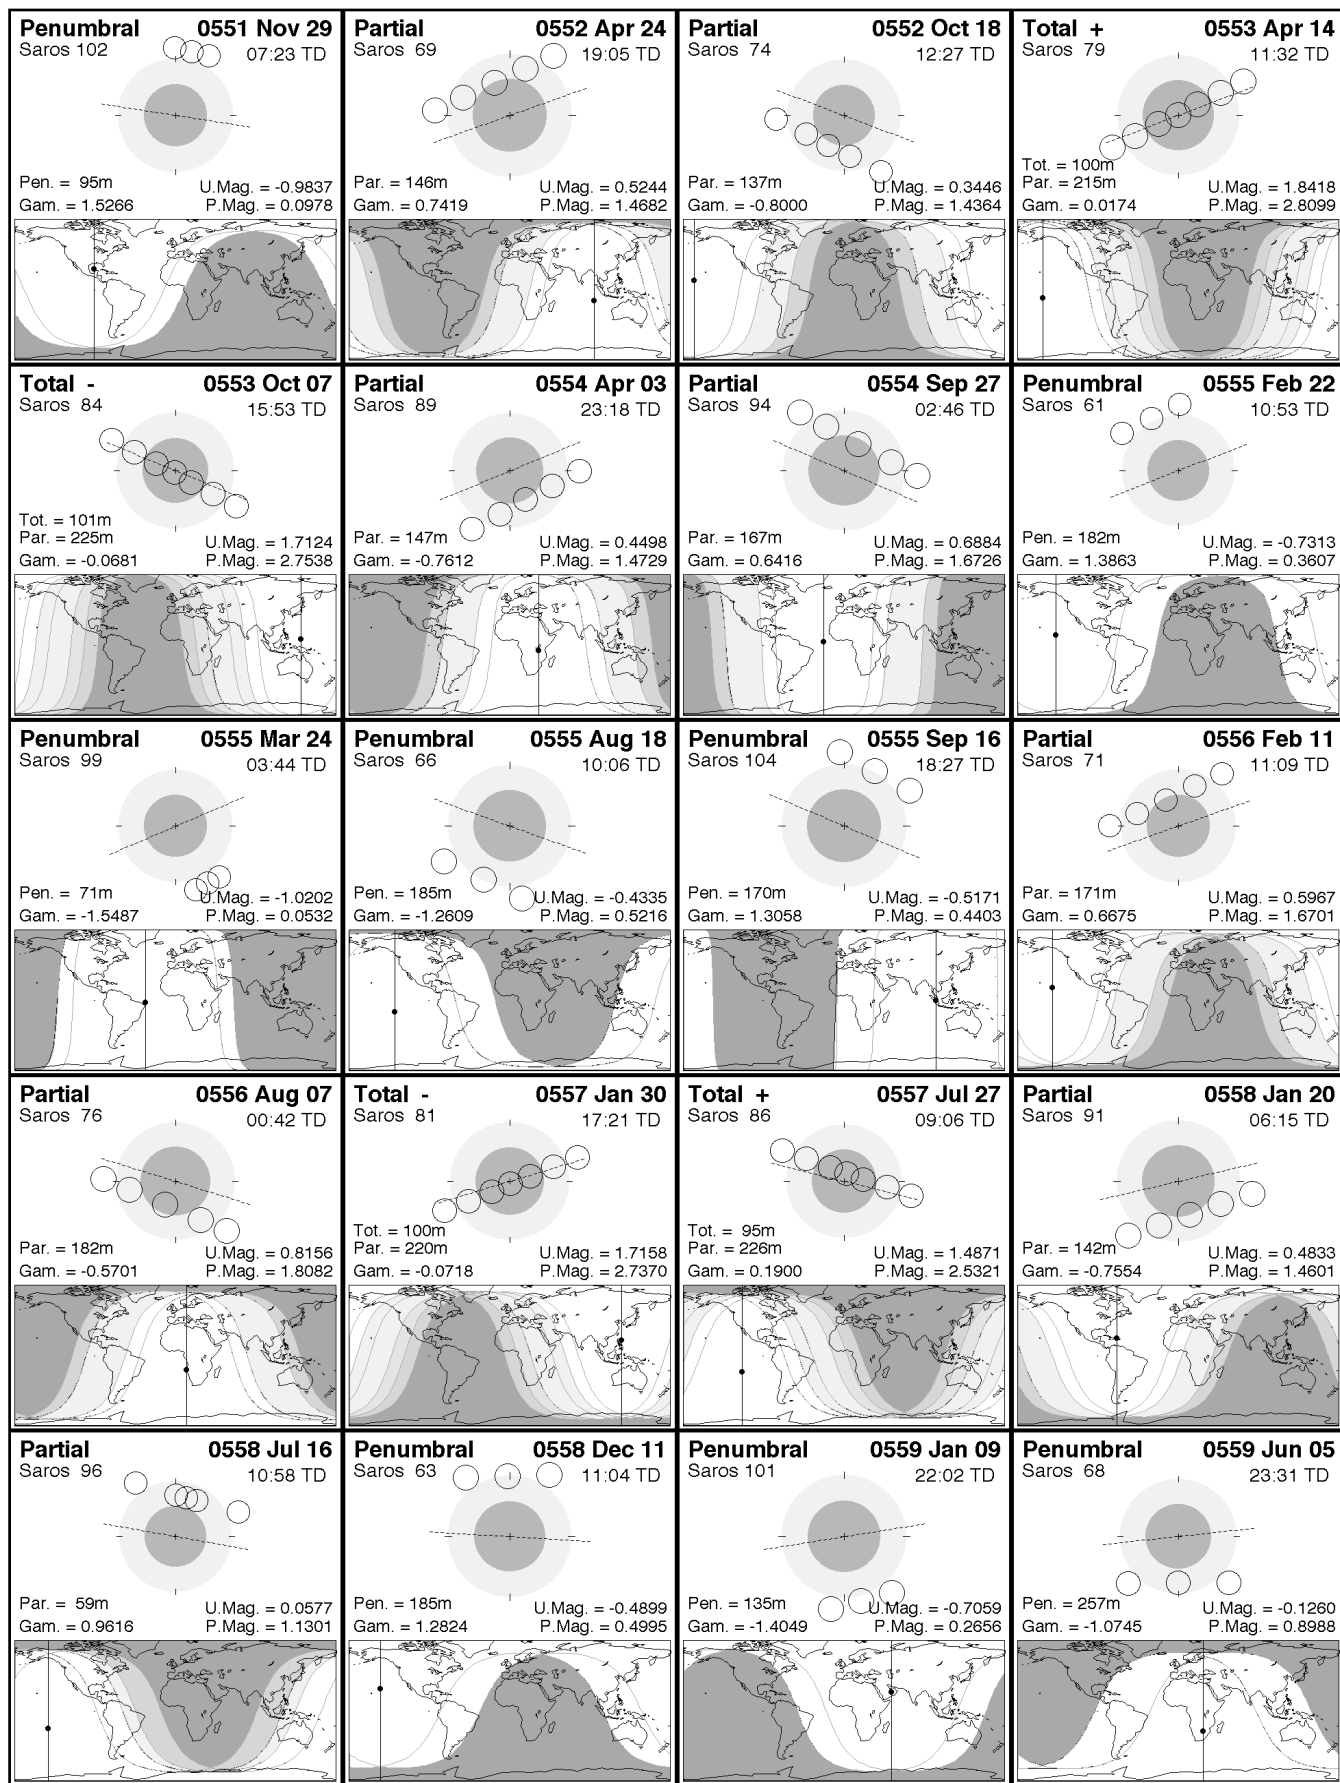 Penumbral 0551 Nov 29
Saros 102 07:23 TD
Pen. = 95m U.Mag. = -0.9837
Gam. = 1.5266 P.Mag. = 0.0978
Partial 0552 Apr 24
Saros 69 19:05 TD
Par. = 146m U.Mag. = 0.5244
Gam. = 0.7419 P.Mag. = 1.4682
Partial 0552 Oct 18
Saros 74 12:27 TD
Par. = 137m U.Mag. = 0.3446
Gam. = -0.8000 P.Mag. = 1.4364
Total + 0553 Apr 14
Saros 79 11:32 TD
Tot. = 100m
Par. = 215m U.Mag. = 1.8418
Gam. = 0.0174 P.Mag. = 2.8099
Total - 0553 Oct 07
Saros 84 15:53 TD
Tot. = 101m
Par. = 225m U.Mag. = 1.7124
Gam. = -0.0681 P.Mag. = 2.7538
Partial 0554 Apr 03
Saros 89 23:18 TD
Par. = 147m U.Mag. = 0.4498
Gam. = -0.7612 P.Mag. = 1.4729
Partial 0554 Sep 27
Saros 94 02:46 TD
Par. = 167m U.Mag. = 0.6884
Gam. = 0.6416 P.Mag. = 1.6726
Penumbral 0555 Feb 22
Saros 61 10:53 TD
Pen. = 182m U.Mag. = -0.7313
Gam. = 1.3863 P.Mag. = 0.3607
Penumbral 0555 Mar 24
Saros 99 03:44 TD
Pen. = 71m U.Mag. = -1.0202
Gam. = -1.5487 P.Mag. = 0.0532
Penumbral 0555 Aug 18
Saros 66 10:06 TD
Pen. = 185m U.Mag. = -0.4335
Gam. = -1.2609 P.Mag. = 0.5216
Penumbral 0555 Sep 16
Saros 104 18:27 TD
Pen. = 170m U.Mag. = -0.5171
Gam. = 1.3058 P.Mag. = 0.4403
Partial 0556 Feb 11
Saros 71 11:09 TD
Par. = 171m U.Mag. = 0.5967
Gam. = 0.6675 P.Mag. = 1.6701
Partial 0556 Aug 07
Saros 76 00:42 TD
Par. = 182m U.Mag. = 0.8156
Gam. = -0.5701 P.Mag. = 1.8082
Total - 0557 Jan 30
Saros 81 17:21 TD
Tot. = 100m
Par. = 220m U.Mag. = 1.7158
Gam. = -0.0718 P.Mag. = 2.7370
Total + 0557 Jul 27
Saros 86 09:06 TD
Tot. = 95m
Par. = 226m U.Mag. = 1.4871
Gam. = 0.1900 P.Mag. = 2.5321
Partial 0558 Jan 20
Saros 91 06:15 TD
Par. = 142m U.Mag. = 0.4833
Gam. = -0.7554 P.Mag. = 1.4601
Partial 0558 Jul 16
Saros 96 10:58 TD
Par. = 59m U.Mag. = 0.0577
Gam. = 0.9616 P.Mag. = 1.1301
Penumbral 0558 Dec 11
Saros 63 11:04 TD
Pen. = 185m U.Mag. = -0.4899
Gam. = 1.2824 P.Mag. = 0.4995
Penumbral 0559 Jan 09
Saros 101 22:02 TD
Pen. = 135m U.Mag. = -0.7059
Gam. = -1.4049 P.Mag. = 0.2656
Penumbral 0559 Jun 05
Saros 68 23:31 TD
Pen. = 257m U.Mag. = -0.1260
Gam. = -1.0745 P.Mag. = 0.8988